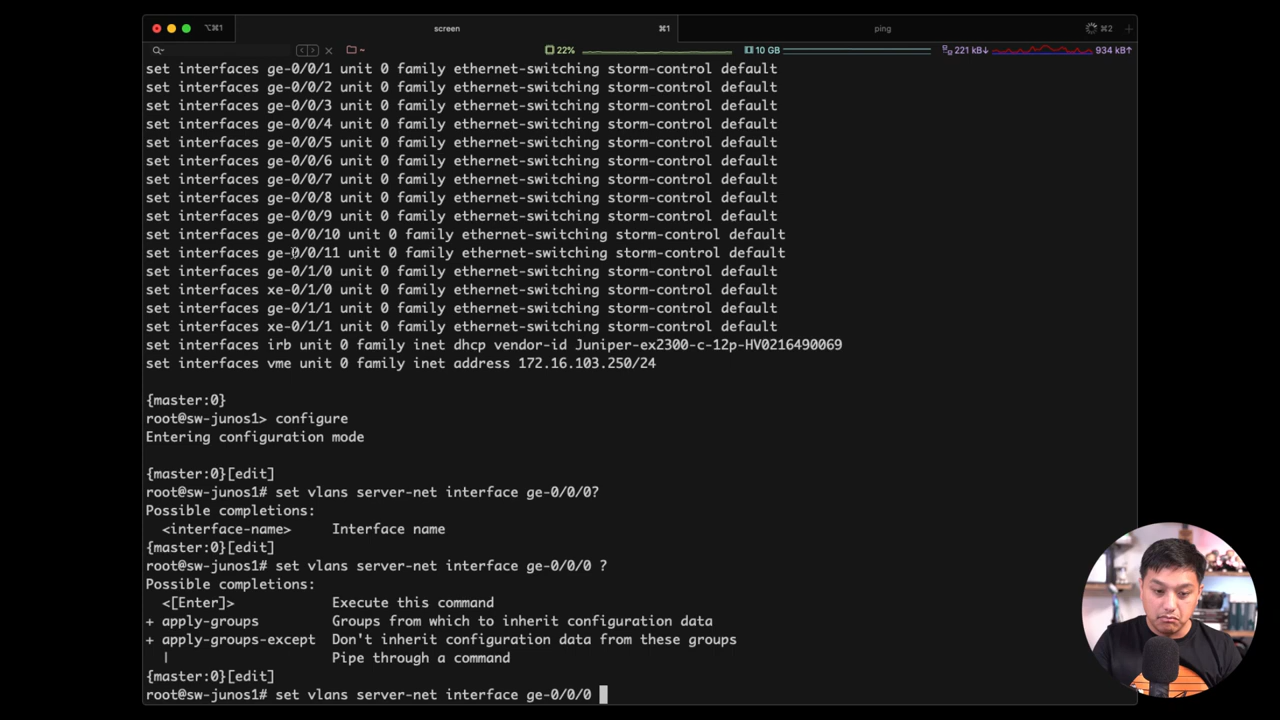 ⌥⌘1
screen
⌘1
ping
⌘2
22%
10 GB
221 kB↓
934 kB↑
set interfaces ge-0/0/1 unit 0 family ethernet-switching storm-control default
set interfaces ge-0/0/2 unit 0 family ethernet-switching storm-control default
set interfaces ge-0/0/3 unit 0 family ethernet-switching storm-control default
set interfaces ge-0/0/4 unit 0 family ethernet-switching storm-control default
set interfaces ge-0/0/5 unit 0 family ethernet-switching storm-control default
set interfaces ge-0/0/6 unit 0 family ethernet-switching storm-control default
set interfaces ge-0/0/7 unit 0 family ethernet-switching storm-control default
set interfaces ge-0/0/8 unit 0 family ethernet-switching storm-control default
set interfaces ge-0/0/9 unit 0 family ethernet-switching storm-control default
set interfaces ge-0/0/10 unit 0 family ethernet-switching storm-control default
set interfaces ge-0/0/11 unit 0 family ethernet-switching storm-control default
set interfaces ge-0/1/0 unit 0 family ethernet-switching storm-control default
set interfaces xe-0/1/0 unit 0 family ethernet-switching storm-control default
set interfaces ge-0/1/1 unit 0 family ethernet-switching storm-control default
set interfaces xe-0/1/1 unit 0 family ethernet-switching storm-control default
set interfaces irb unit 0 family inet dhcp vendor-id Juniper-ex2300-c-12p-HV0216490069
set interfaces vme unit 0 family inet address 172.16.103.250/24
{master:0}
root@sw-junos1> configure
Entering configuration mode
{master:0}[edit]
root@sw-junos1# set vlans server-net interface ge-0/0/0?
Possible completions:
<interface-name> Interface name
{master:0}[edit]
root@sw-junos1# set vlans server-net interface ge-0/0/0 ?
Possible completions:
<[Enter]> Execute this command
+ apply-groups Groups from which to inherit configuration data
+ apply-groups-except Don't inherit configuration data from these groups
| Pipe through a command
{master:0}[edit]
root@sw-junos1# set vlans server-net interface ge-0/0/0